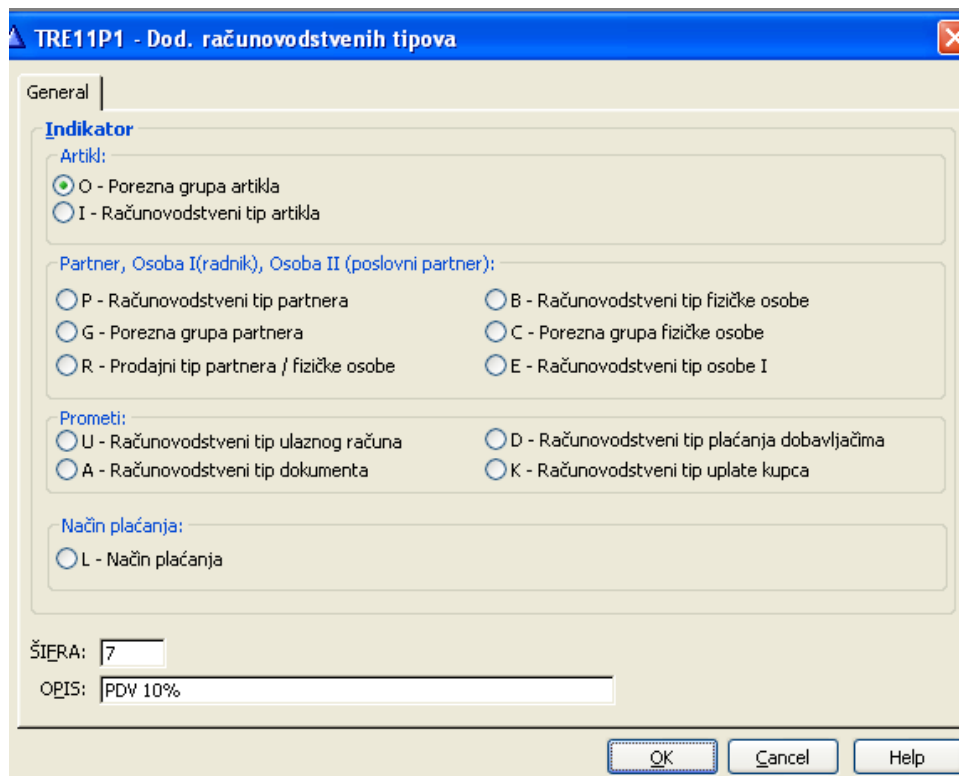 TRE11P1 - Dod. računovodstvenih tipova
General
Indikator
Artikl:
O - Porezna grupa artikla
I - Računovodstveni tip artikla
Partner, Osoba I(radnik), Osoba II (poslovni partner):
P - Računovodstveni tip partnera
B - Računovodstveni tip fizičke osobe
G - Porezna grupa partnera
C - Porezna grupa fizičke osobe
R - Prodajni tip partnera / fizičke osobe
E - Računovodstveni tip osobe I
Prometi:
U - Računovodstveni tip ulaznog računa
D - Računovodstveni tip plaćanja dobavljačima
A - Računovodstveni tip dokumenta
K - Računovodstveni tip uplate kupca
Način plaćanja:
L - Način plaćanja
ŠIFRA: 7
OPIS: PDV 10%
OK Cancel Help